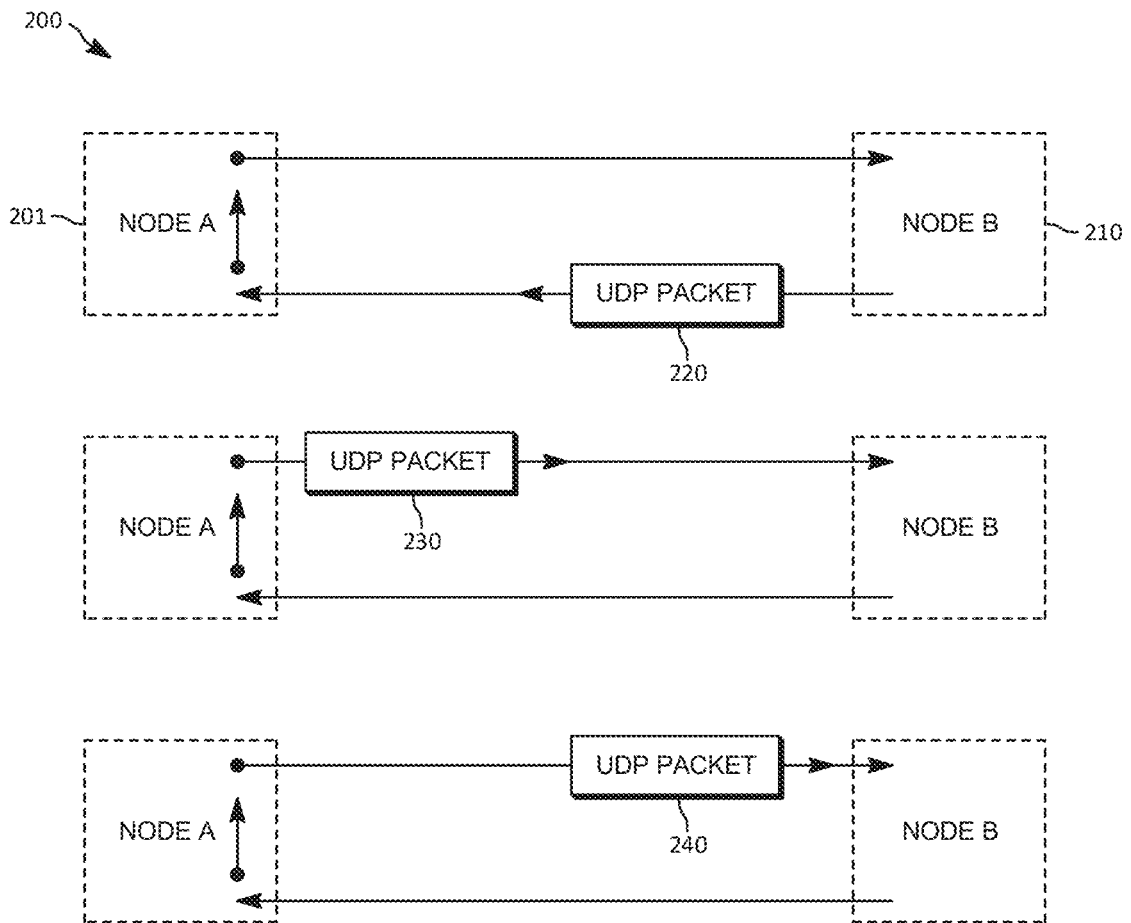 200
201
NODE A
NODE B
210
UDP PACKET
220
UDP PACKET
NODE A
230
NODE B
UDP PACKET
NODE A
240
NODE B